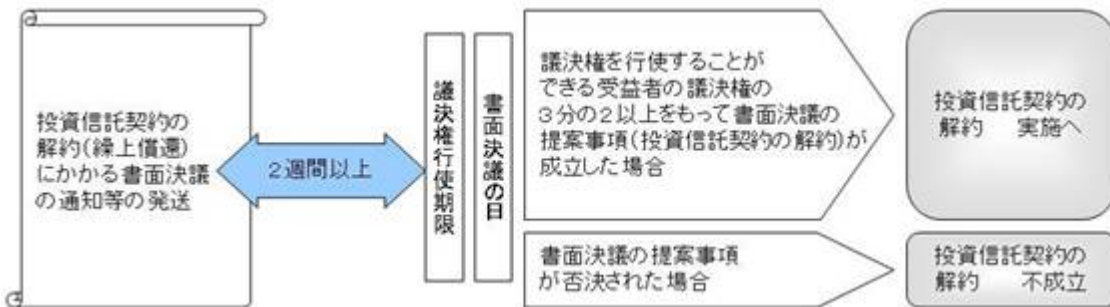 投資信託契約の
解約(繰上償還)
にかかる書面決議
の通知等の発送
2週間以上
議決権行使期限
書面決議の日
議決権を行使することが
できる受益者の議決権の
3分の2以上をもって書面決議の
提案事項(投資信託契約の解約)が
成立した場合
投資信託契約の
解約　実施へ
書面決議の提案事項
が否決された場合
投資信託契約の
解約　不成立